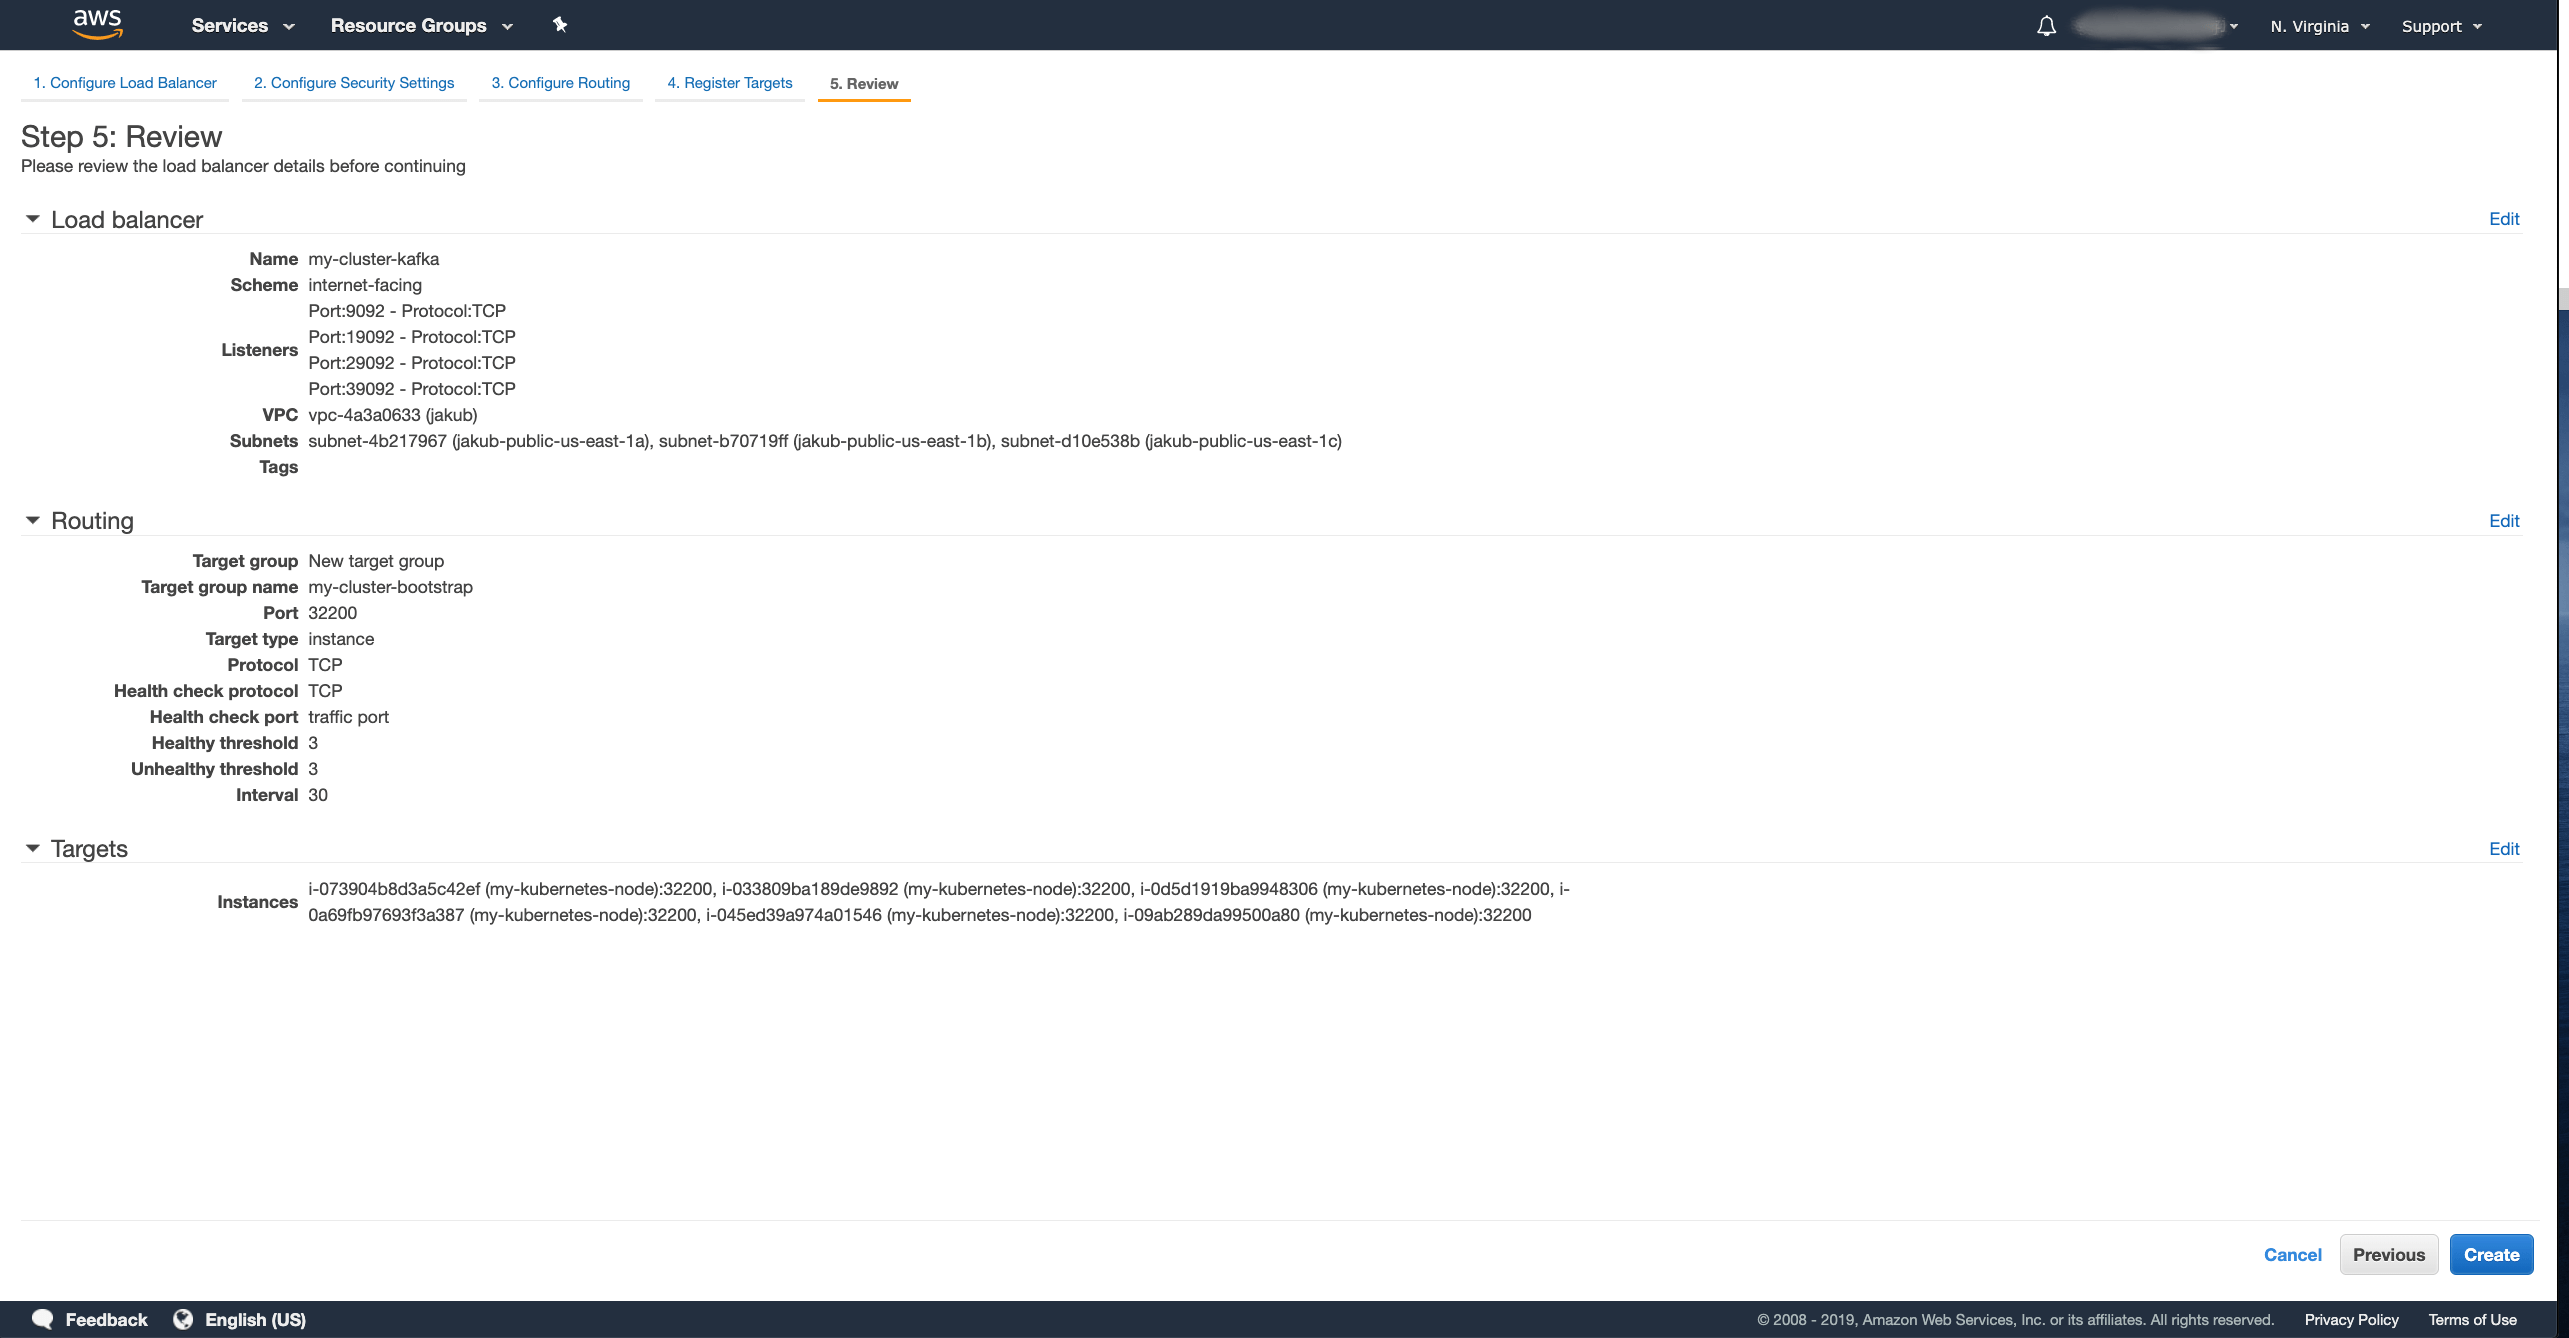 aws Services Resource Groups N. Virginia Support
1. Configure Load Balancer 2. Configure Security Settings 3. Configure Routing 4. Register Targets 5. Review
Step 5: Review
Please review the load balancer details before continuing
Load balancer Edit
Name my-cluster-kafka
Scheme internet-facing
Listeners Port:9092 - Protocol:TCP
Port:19092 - Protocol:TCP
Port:29092 - Protocol:TCP
Port:39092 - Protocol:TCP
VPC vpc-4a3a0633 (jakub)
Subnets subnet-4b217967 (jakub-public-us-east-1a), subnet-b70719ff (jakub-public-us-east-1b), subnet-d10e538b (jakub-public-us-east-1c)
Tags
Routing Edit
Target group New target group
Target group name my-cluster-bootstrap
Port 32200
Target type instance
Protocol TCP
Health check protocol TCP
Health check port traffic port
Healthy threshold 3
Unhealthy threshold 3
Interval 30
Targets Edit
Instances i-073904b8d3a5c42ef (my-kubernetes-node):32200, i-033809ba189de9892 (my-kubernetes-node):32200, i-0d5d1919ba9948306 (my-kubernetes-node):32200, i-
0a69fb97693f3a387 (my-kubernetes-node):32200, i-045ed39a974a01546 (my-kubernetes-node):32200, i-09ab289da99500a80 (my-kubernetes-node):32200
Cancel Previous Create
Feedback English (US) © 2008 - 2019, Amazon Web Services, Inc. or its affiliates. All rights reserved. Privacy Policy Terms of Use